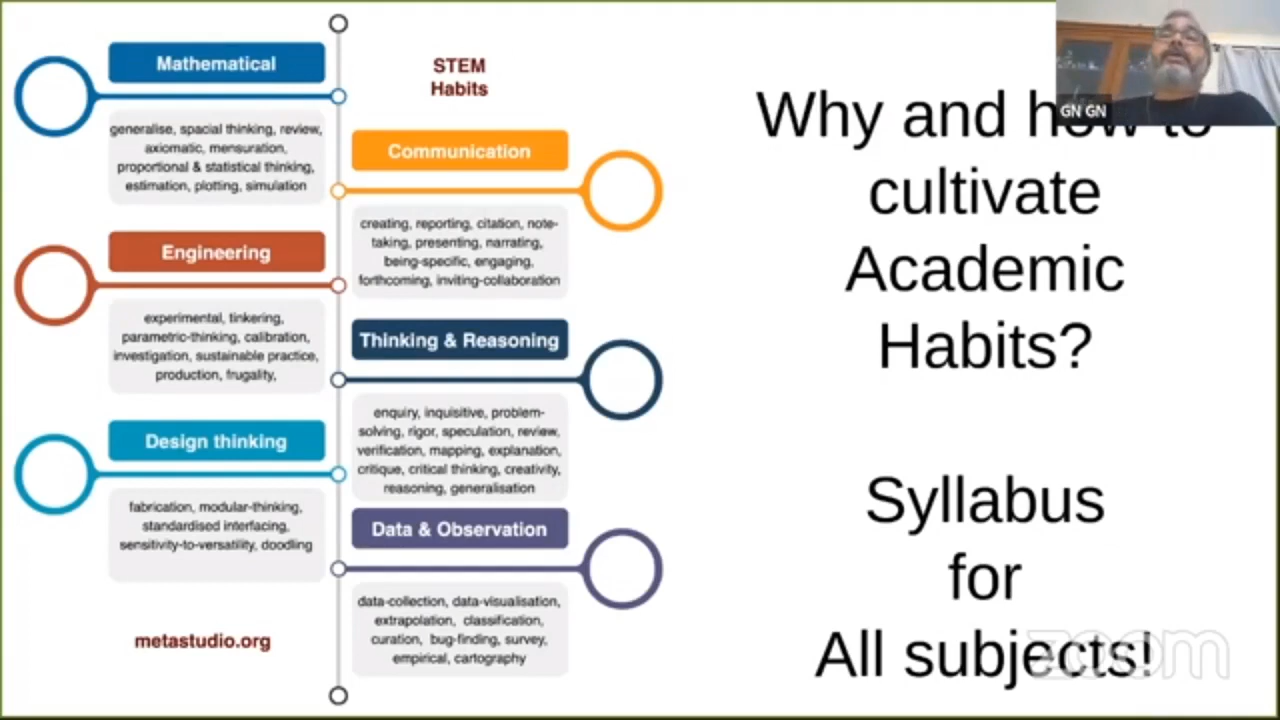 Mathematical
generalise, spacial thinking, review,
axiomatic, mensuration,
proportional & statistical thinking,
estimation, plotting, simulation
Engineering
experimental, tinkering,
parametric-thinking, calibration,
investigation, sustainable practice,
production, frugality,
Design thinking
fabrication, modular-thinking,
standardised interfacing,
sensitivity-to-versatility, doodling
metastudio.org
STEM
Habits
Communication
creating, reporting, citation, note-
taking, presenting, narrating,
being-specific, engaging,
forthcoming, inviting-collaboration
Thinking & Reasoning
enquiry, inquisitive, problem-
solving, rigor, speculation, review,
verification, mapping, explanation,
critique, critical thinking, creativity,
reasoning, generalisation
Data & Observation
data-collection, data-visualisation,
extrapolation, classification,
curation, bug-finding, survey,
empirical, cartography
GN GN
Why and how to
cultivate
Academic
Habits?
Syllabus
for
All subjects!
zoom